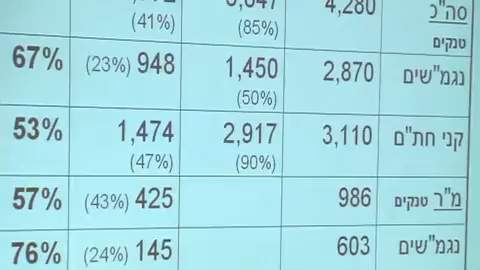 סה"כ 4,280
(85%) (41%)
טנקים
נגמ"שים 2,870 1,450 948 (23%) 67%
(50%)
קני חת"ם 3,110 2,917 1,474 53%
(90%) (47%)
מ"ר טנקים 986 425 (43%) 57%
נגמ"שים 603 145 (24%) 76%